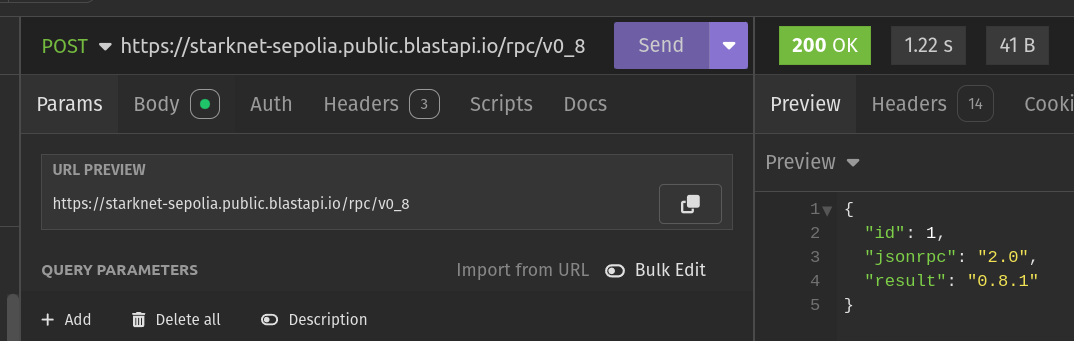 POST https://starknet-sepolia.public.blastapi.io/rpc/v0_8 Send 200 OK 1.22 s 41 B
Params Body Auth Headers 3 Scripts Docs Preview Headers 14 Cooki
URL PREVIEW
https://starknet-sepolia.public.blastapi.io/rpc/v0_8
QUERY PARAMETERS Import from URL Bulk Edit
Add Delete all Description
Preview
1 {
2 "id": 1,
3 "jsonrpc": "2.0",
4 "result": "0.8.1"
5 }